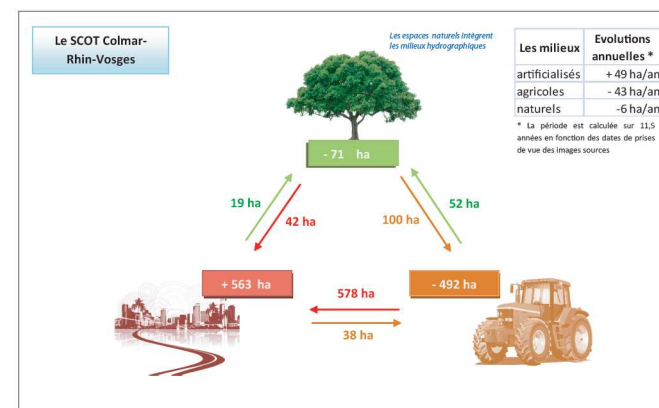 Le SCOT Colmar-
Rhin-Vosges
Les espaces naturels intègrent
les milieux hydrographiques
Les milieux Evolutions annuelles *
artificialisés + 49 ha/an
agricoles - 43 ha/an
naturels -6 ha/an
* La période est calculée sur 11,5
années en fonction des dates de prises
de vue des images sources
- 71 ha
19 ha
42 ha
100 ha
52 ha
+ 563 ha
578 ha
- 492 ha
38 ha